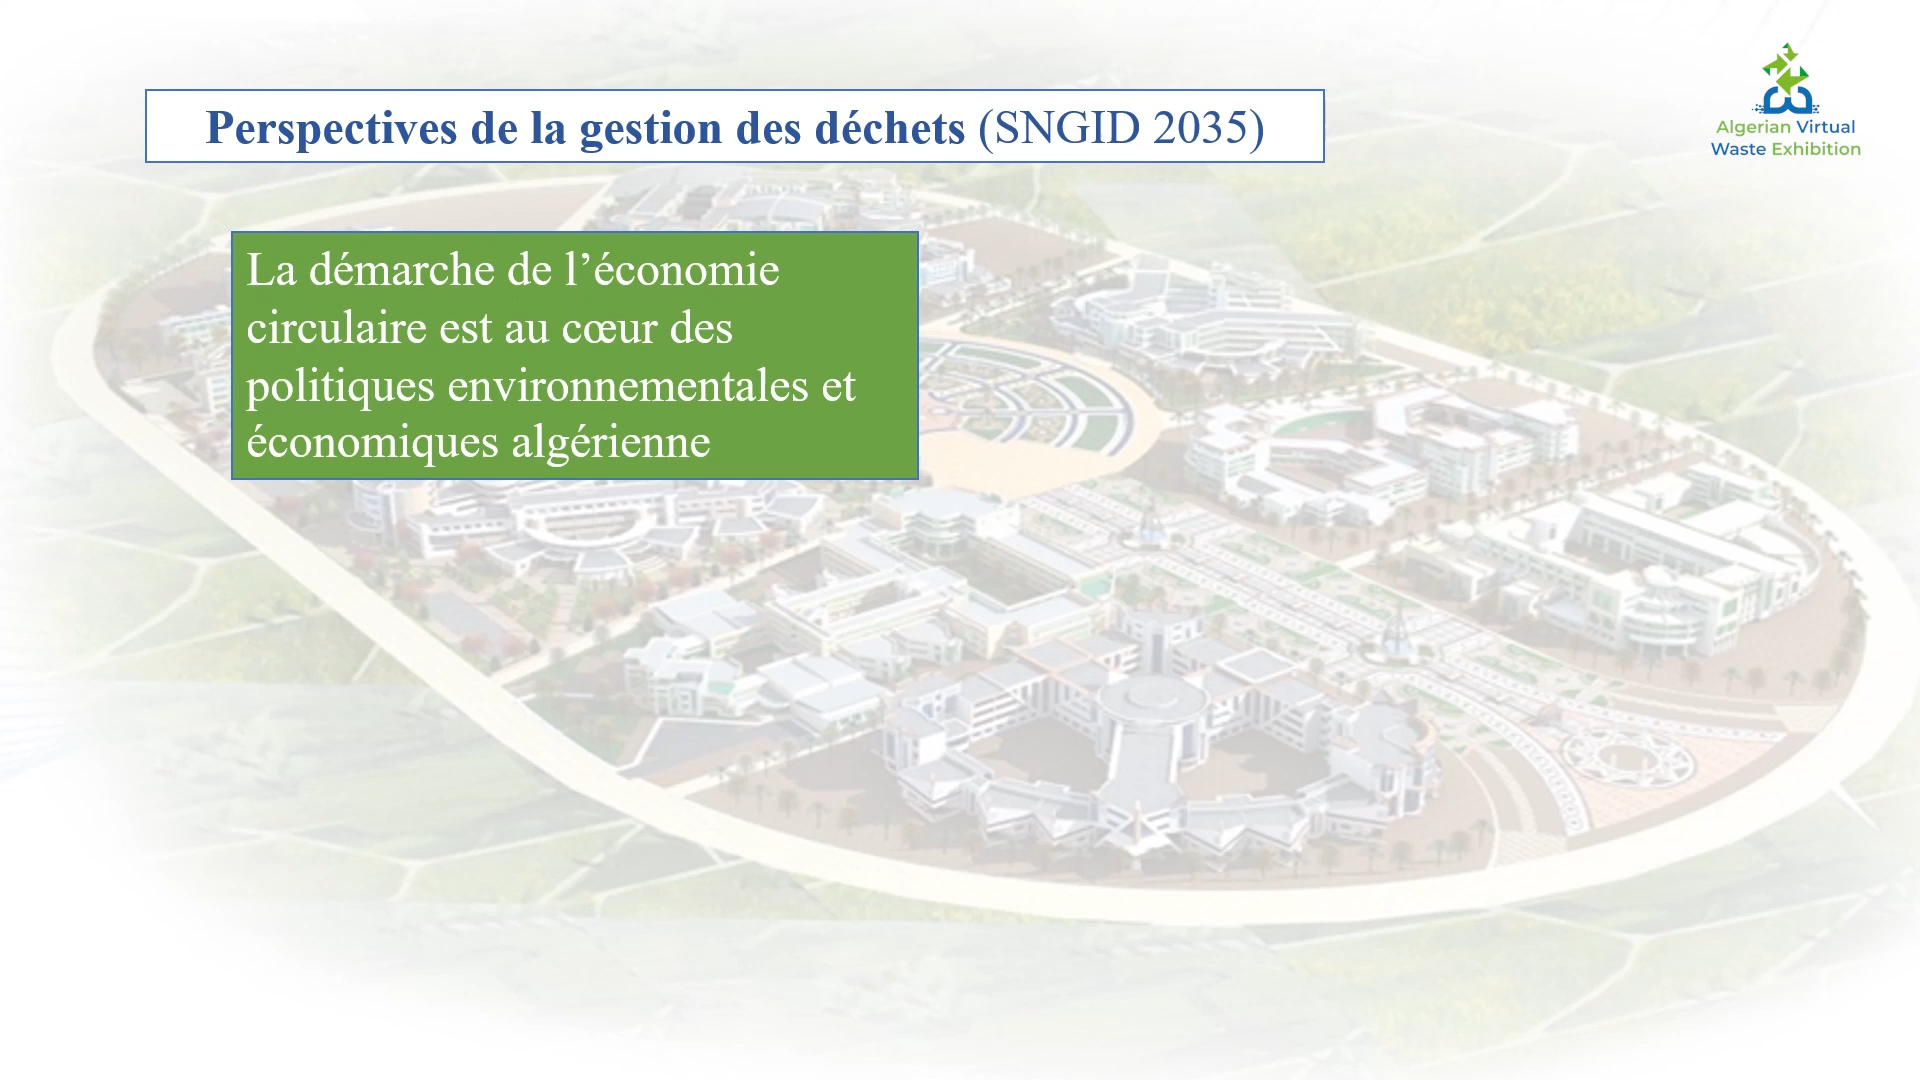 Perspectives de la gestion des déchets (SNGID 2035)
Algerian Virtual
Waste Exhibition
La démarche de l’économie
circulaire est au cœur des
politiques environnementales et
économiques algérienne